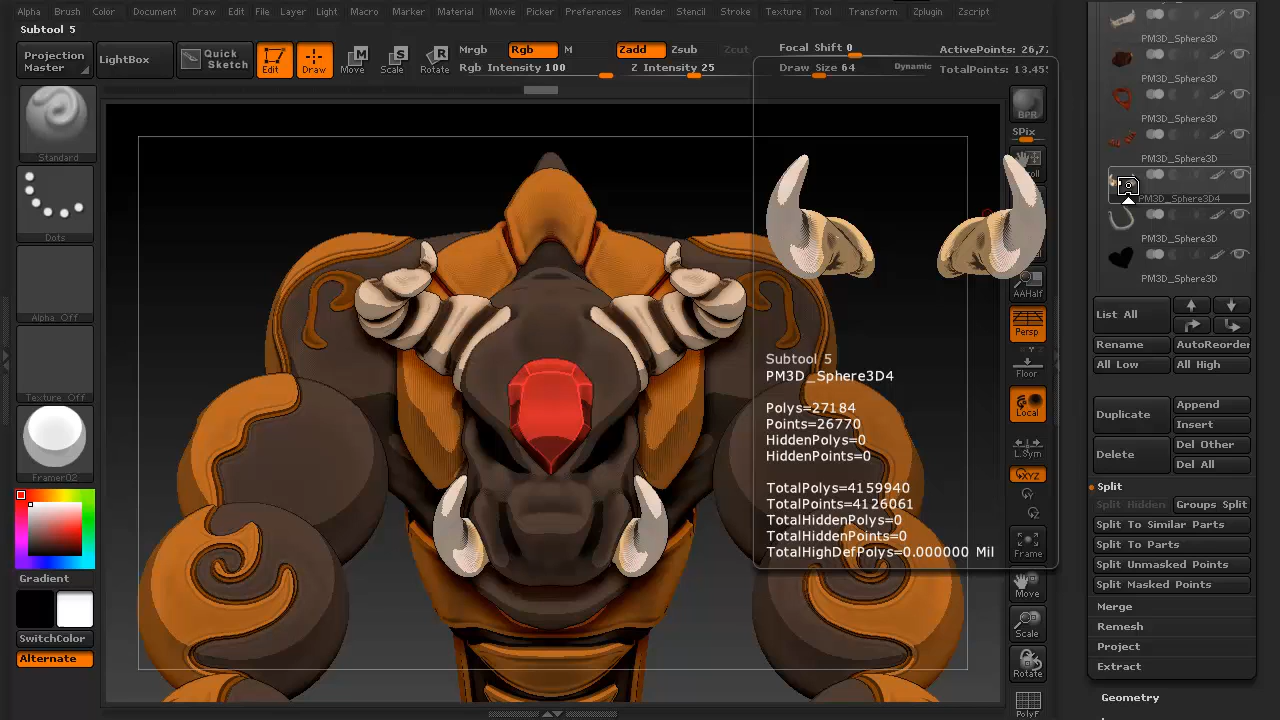 Alpha Brush Color Document Draw Edit File Layer Light Macro Marker Material Movie Picker Preferences Render Stencil Stroke Texture Tool Transform Zplugin Zscript
Subtool 5
Projection Master
LightBox
Quick Sketch
Edit
Draw
Move
Scale
Rotate
Mrgb
Rgb
M
Rgb Intensity 100
Zadd
Zsub
Zcut
Z Intensity 25
Focal Shift 0
Draw Size 64
Dynamic
ActivePoints: 26,77
TotalPoints: 13.455
Standard
Dots
Alpha Off
Texture Off
Framer02
Gradient
SwitchColor
Alternate
Subtool 5
PM3D_Sphere3D4
Polys=27184
Points=26770
HiddenPolys=0
HiddenPoints=0
TotalPolys=4159940
TotalPoints=4126061
TotalHiddenPolys=0
TotalHiddenPoints=0
TotalHighDefPolys=0.000000 Mil
BPR
SPix
AAHalf
Persp
Floor
Local
L.Sym
XYZ
Frame
Move
Scale
Rotate
PolyF
PM3D_Sphere3D
PM3D_Sphere3D
PM3D_Sphere3D
PM3D_Sphere3D
PM3D_Sphere3D4
PM3D_Sphere3D
PM3D_Sphere3D
List All
Rename
AutoReorder
All Low
All High
Duplicate
Append
Insert
Delete
Del Other
Del All
Split
Split Hidden
Groups Split
Split To Similar Parts
Split To Parts
Split Unmasked Points
Split Masked Points
Merge
Remesh
Project
Extract
Geometry